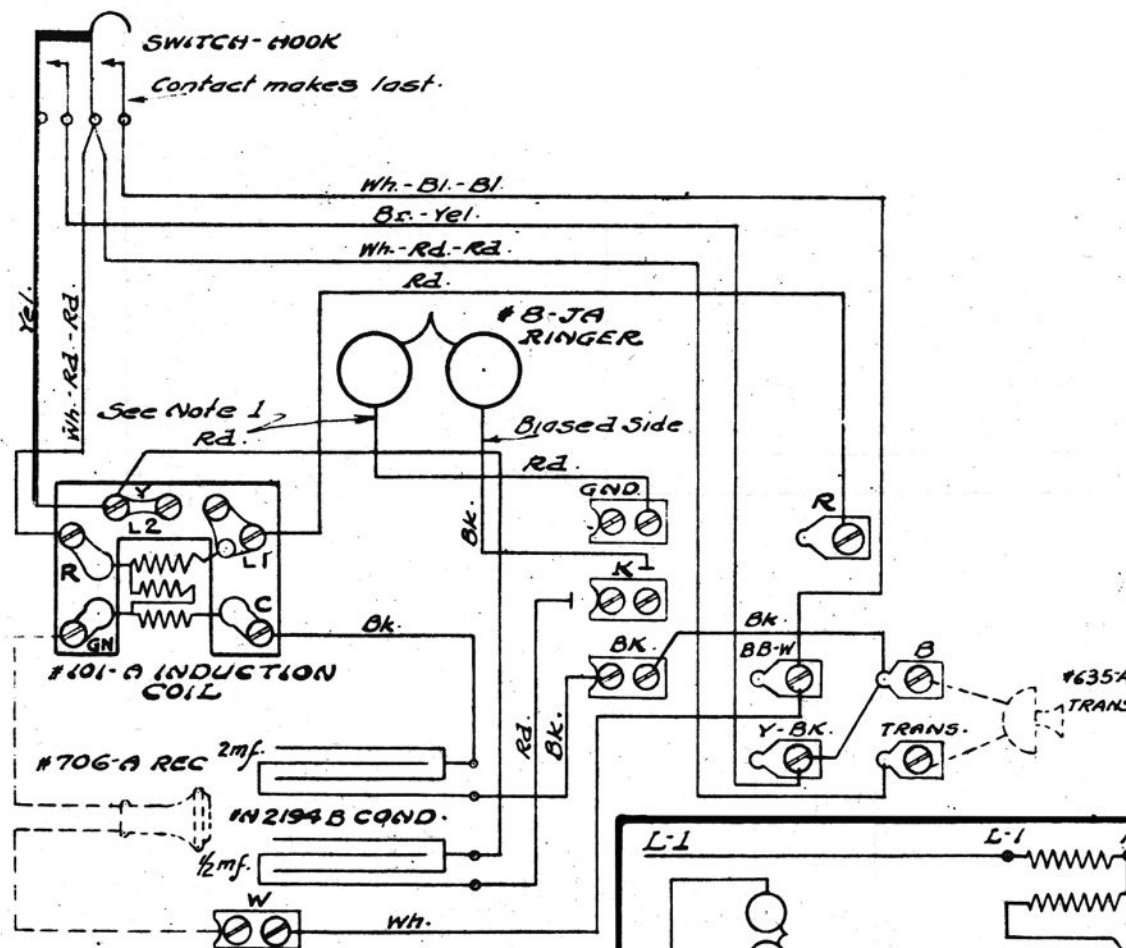 SWITCH-HOOK
Contact makes last.
Wh.-Bl.-Bl.
Br.-Yel.
Wh.-Rd.-Rd.
Rd.
Yel.
Wh.-Rd.-Rd.
# 8-JA
RINGER
See Note 1
Rd.
Biased Side
Rd.
GND.
R
Y
L2
L1
Bk.
R
K
C
GN
Bk.
Bk.
BK.
BB-W
B
#101-A INDUCTION
COIL
#635-A
TRANS
Rd.
Bk.
Y-BK.
TRANS.
#706-A REC
2mf.
#N2194B COND.
1/2mf.
L-1
L-1
W
Wh.